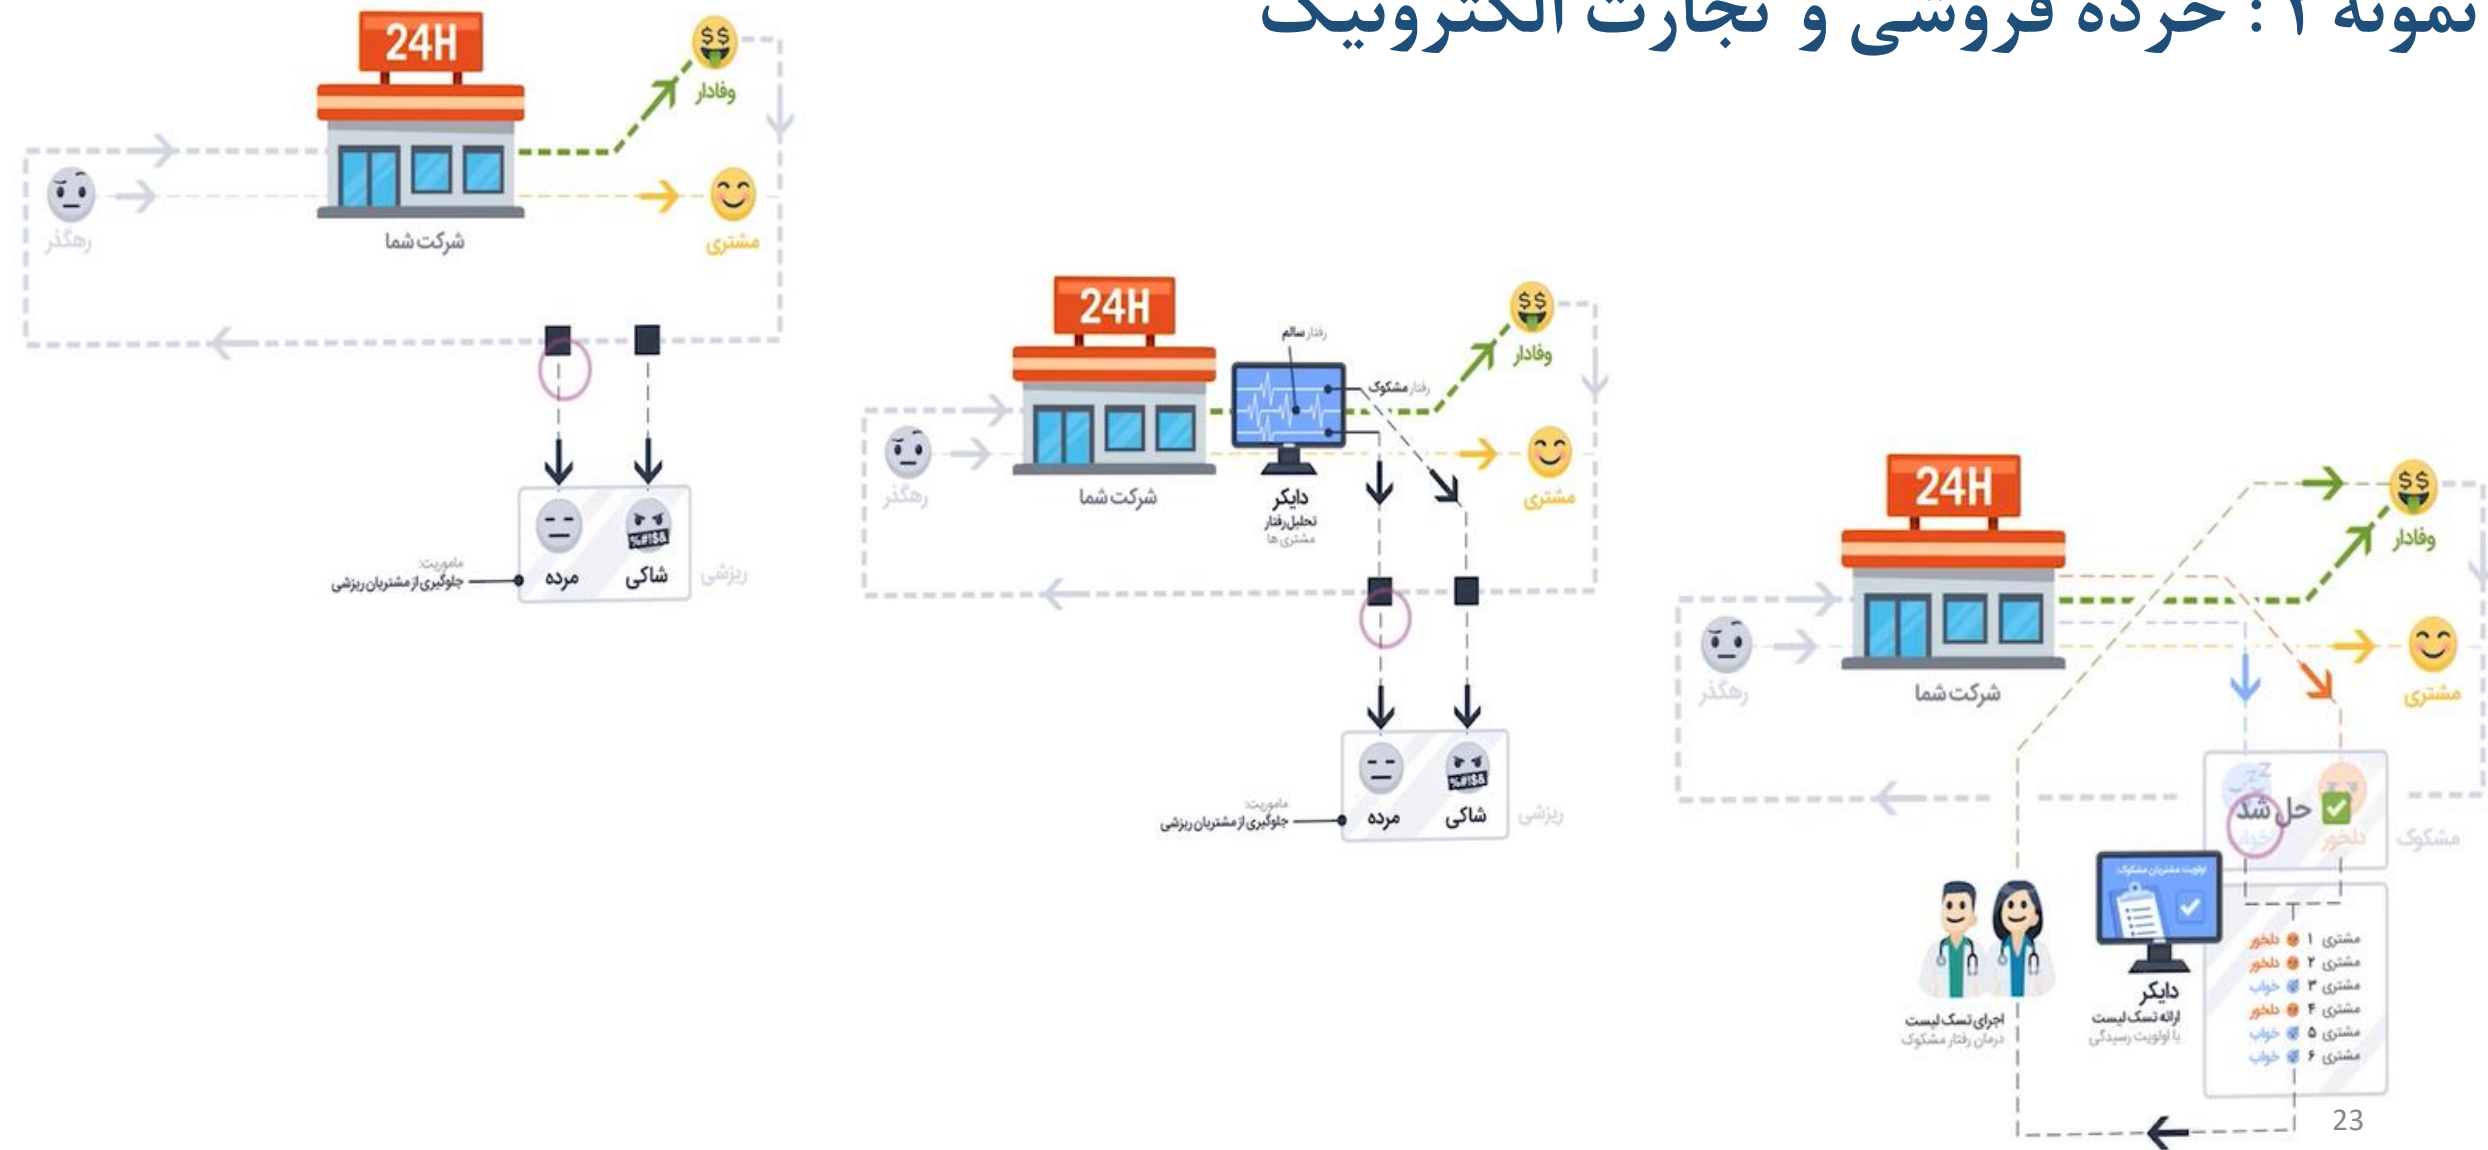 نمونه ۲ : خرده فروشی و تجارت الکترونیک
24H
$$
وفادار
رهگذر
شرکت شما
مشتری
%#!$&
مرده
شاکی
ریزشی
ماموریت:
جلوگیری از مشتریان ریزشی
24H
$$
رفتار سالم
وفادار
رفتار مشکوک
رهگذر
شرکت شما
دایکر
تحلیل رفتار
مشتری ها
مشتری
%#!$&
مرده
شاکی
ریزشی
ماموریت:
جلوگیری از مشتریان ریزشی
24H
$$
وفادار
رهگذر
شرکت شما
مشتری
zz
حل شد
خواب
دلخور
مشکوک
اولویت مشتریان مشکوک
مشتری ۱ دلخور
مشتری ۲ دلخور
مشتری ۳ خواب
مشتری ۴ دلخور
مشتری ۵ خواب
مشتری ۶ خواب
دایکر
ارائه تسک لیست
با اولویت رسیدگی
اجرای تسک لیست
درمان رفتار مشکوک
23